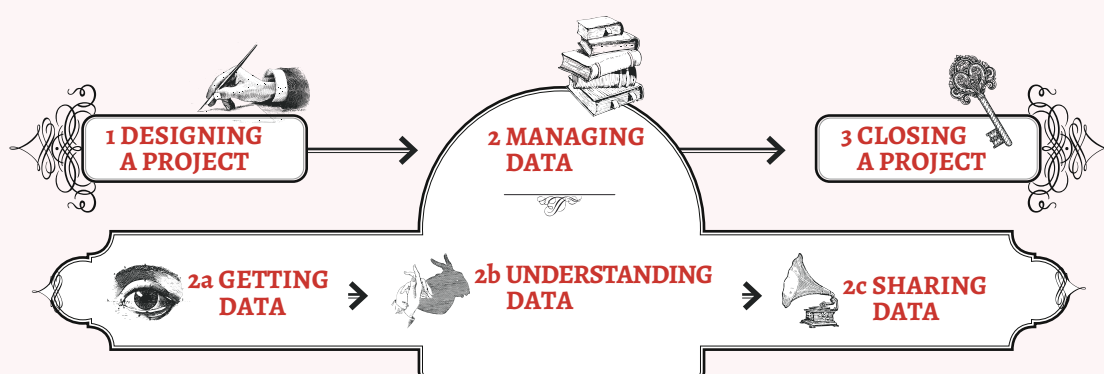 1 DESIGNING
A PROJECT
2 MANAGING
DATA
3 CLOSING
A PROJECT
2a GETTING
DATA
2b UNDERSTANDING
DATA
2c SHARING
DATA